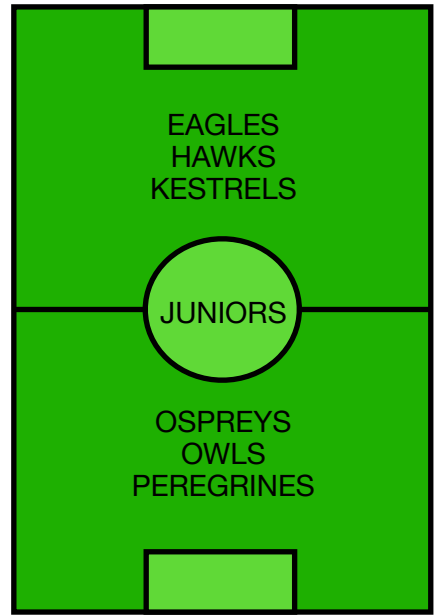 EAGLES
HAWKS
KESTRELS
JUNIORS
OSPREYS
OWLS
PEREGRINES